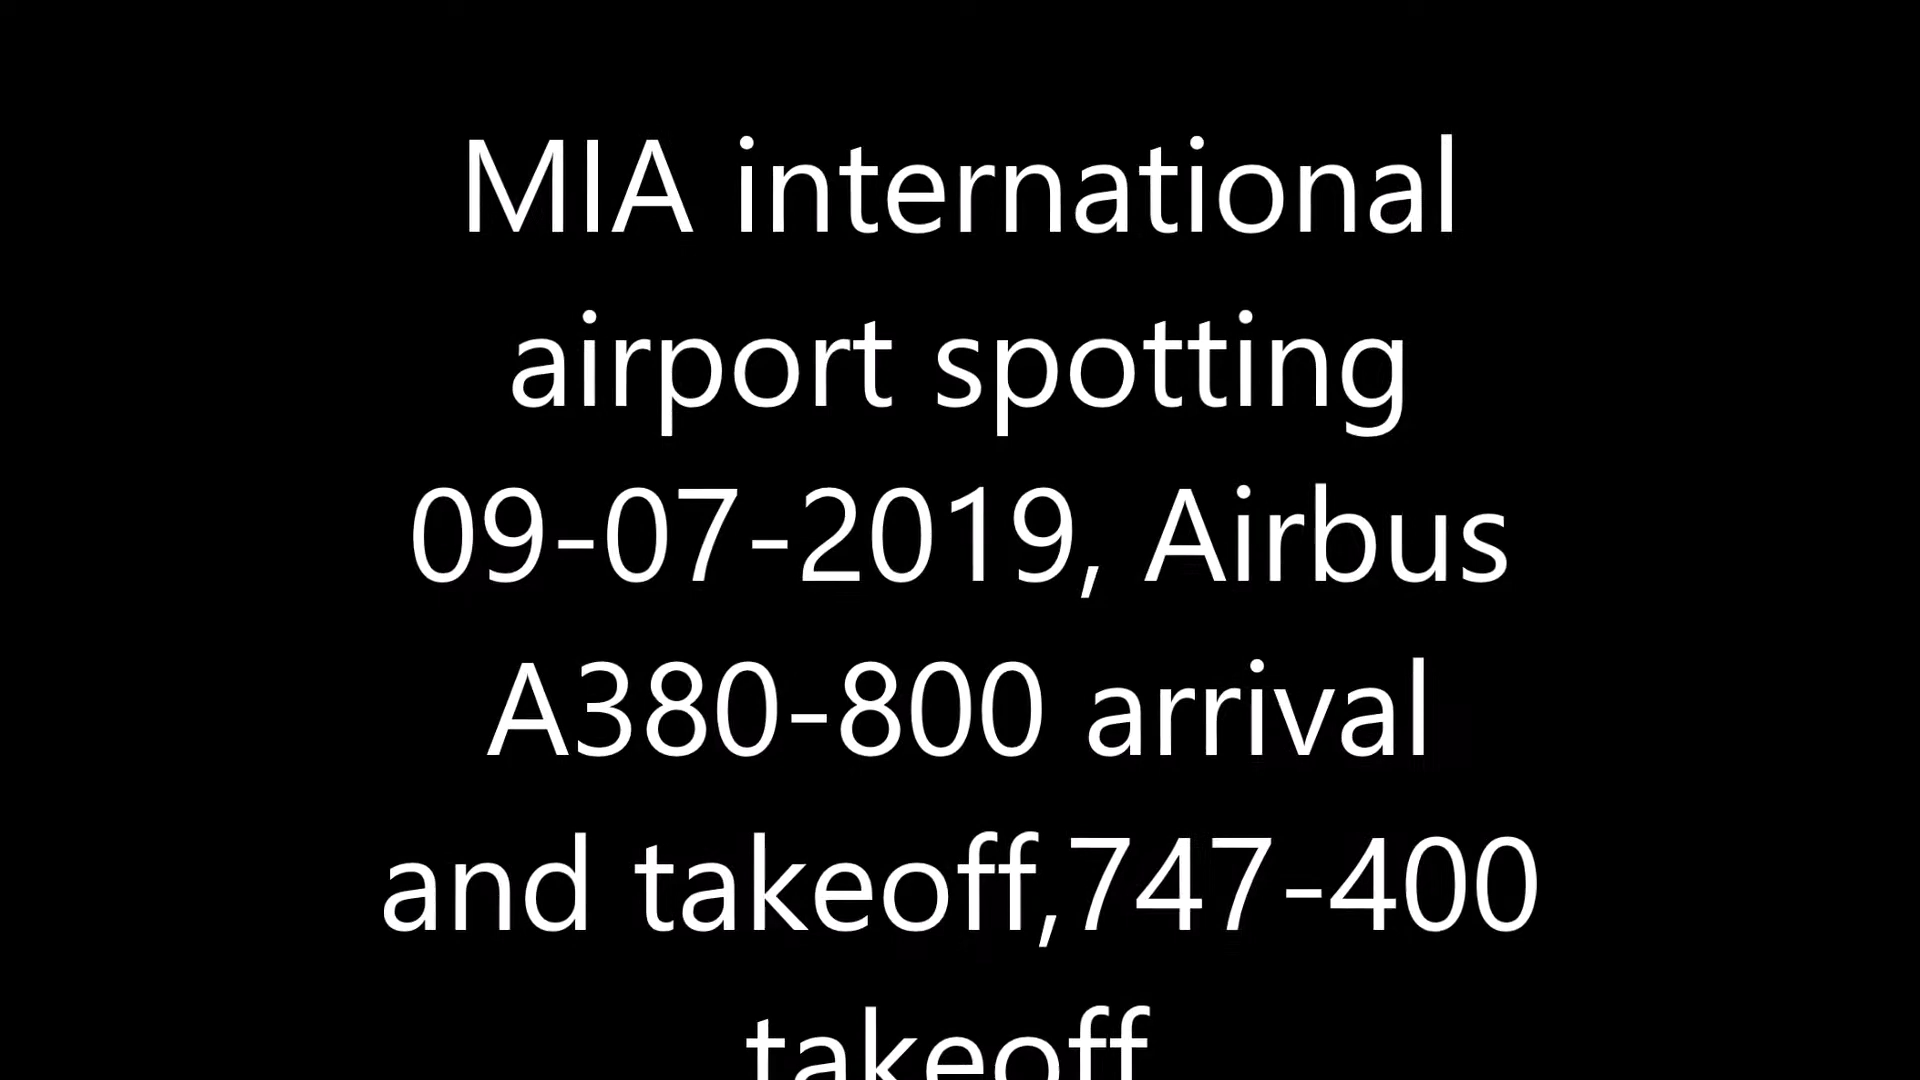 MIA international
airport spotting
09-07-2019, Airbus
A380-800 arrival
and takeoff,747-400
takeoff